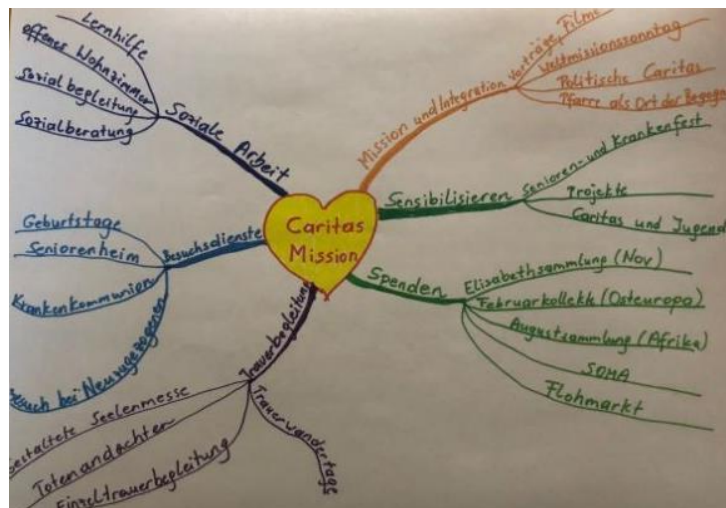 Caritas
Mission
Soziale Arbeit
Lernhilfe
offenes Wohnzimmer
Sozialbegleitung
Sozialberatung
Mission und Integration
Vorträge, Filme
Weltmissionssonntag
Politische Caritas
Pfarre als Ort der
Sensibilisieren
Senioren- und Krankenfest
Projekte
Caritas und Jugend
Spenden
Elisabethsammlung (Nov)
Februarkollekte (Osteuropa)
Augustsammlung (Afrika)
SOMA
Flohmarkt
Besuchsdienste
Geburtstage
Seniorenheim
Krankenkommunion
Besuch bei Neuzugezogenen
Trauerbegleitung
Gestaltete Seelenmesse
Totenandachten
Einzeltrauerbegleitung
Trauerwandertage